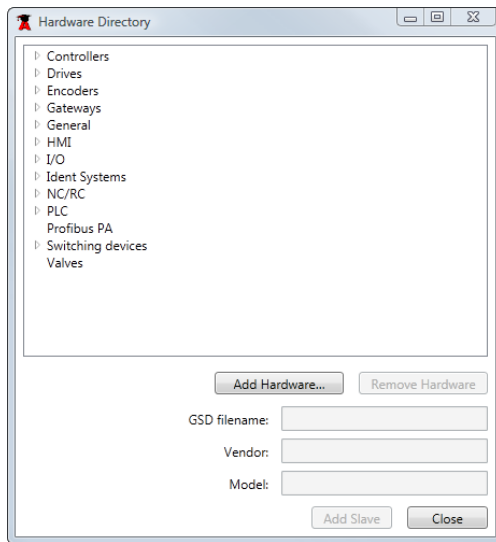 Hardware Directory
Controllers
Drives
Encoders
Gateways
General
HMI
I/O
Ident Systems
NC/RC
PLC
Profibus PA
Switching devices
Valves
Add Hardware... Remove Hardware
GSD filename:
Vendor:
Model:
Add Slave Close